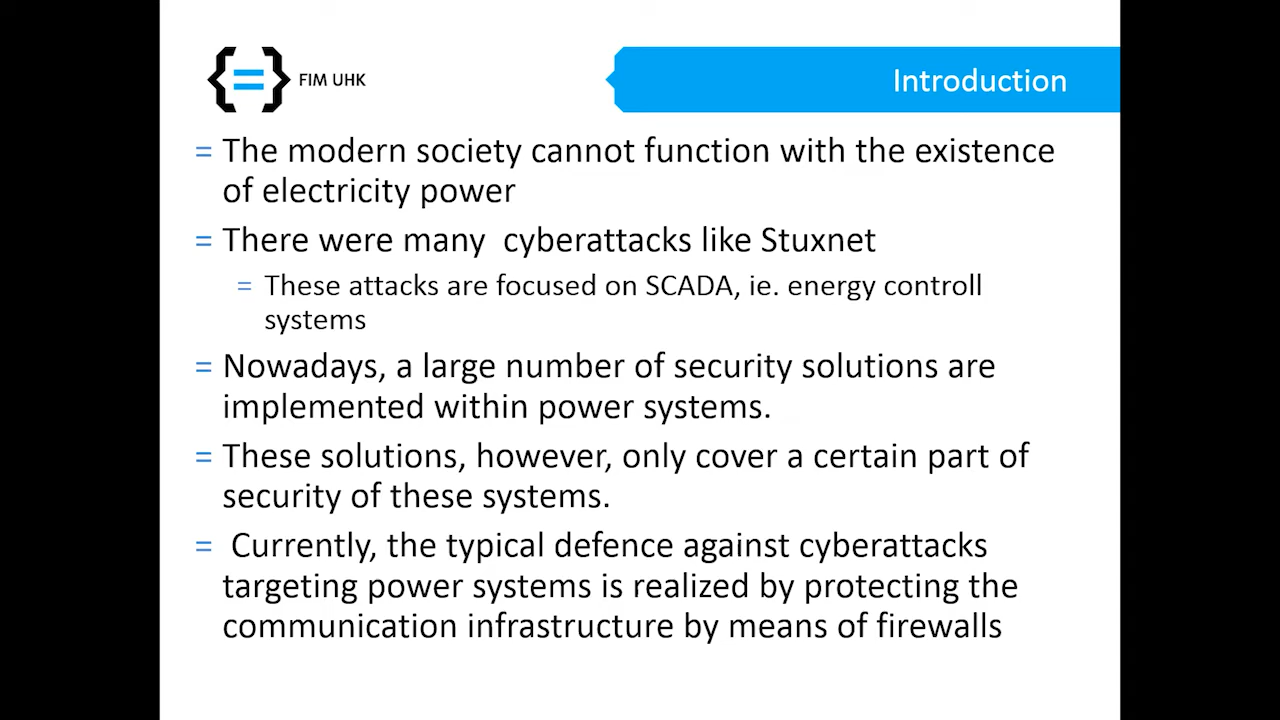 FIM UHK
Introduction
= The modern society cannot function with the existence
of electricity power
= There were many cyberattacks like Stuxnet
= These attacks are focused on SCADA, ie. energy controll
systems
= Nowadays, a large number of security solutions are
implemented within power systems.
= These solutions, however, only cover a certain part of
security of these systems.
= Currently, the typical defence against cyberattacks
targeting power systems is realized by protecting the
communication infrastructure by means of firewalls